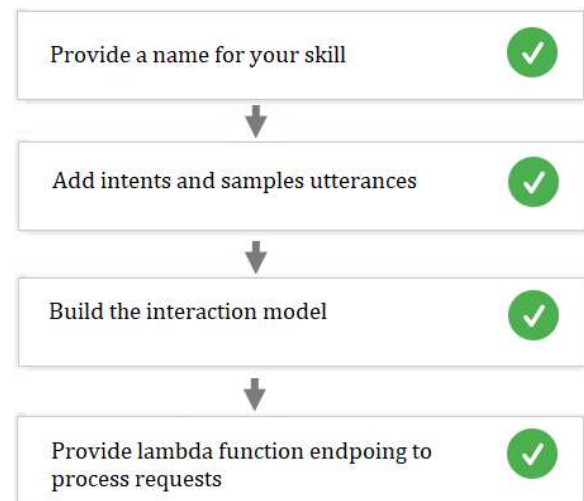 Provide a name for your skill
Add intents and samples utterances
Build the interaction model
Provide lambda function endpoing to
process requests